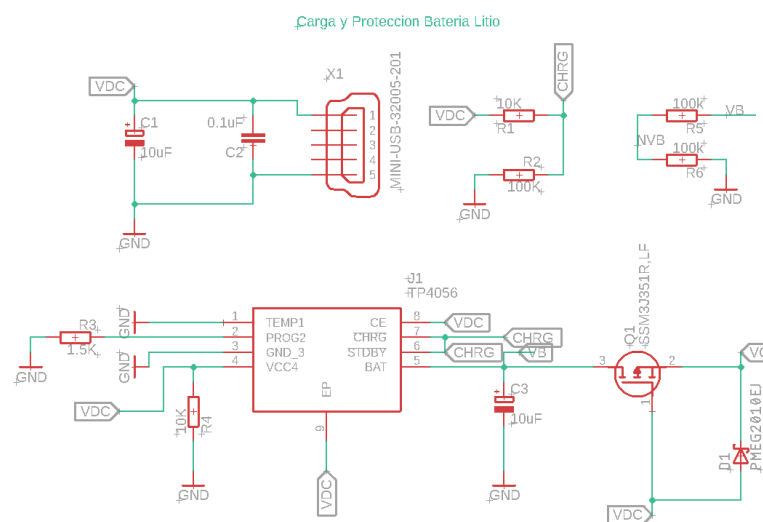 Carga y Proteccion Bateria Litio
VDC
C1
10uF
0.1uF
C2
GND
X1
1
2
3
4
5
MINI-USB-32005-201
VDC
10K
R1
CHRG
R2
100K
GND
100k
R5
VB
NVB
100k
R6
GND
J1
TP4056
R3
1.5K
GND
GND
GND
1
2
3
4
TEMP1
PROG2
GND_3
VCC4
CE
CHRG
STDBY
BAT
EP
8
7
6
5
9
VDC
CHRG
CHRG
VB
VDC
10K
R4
GND
VDC
C3
10uF
GND
Q1
SSM3J351R,LF
3
2
1
D1
PMEG2010EJ
VDC